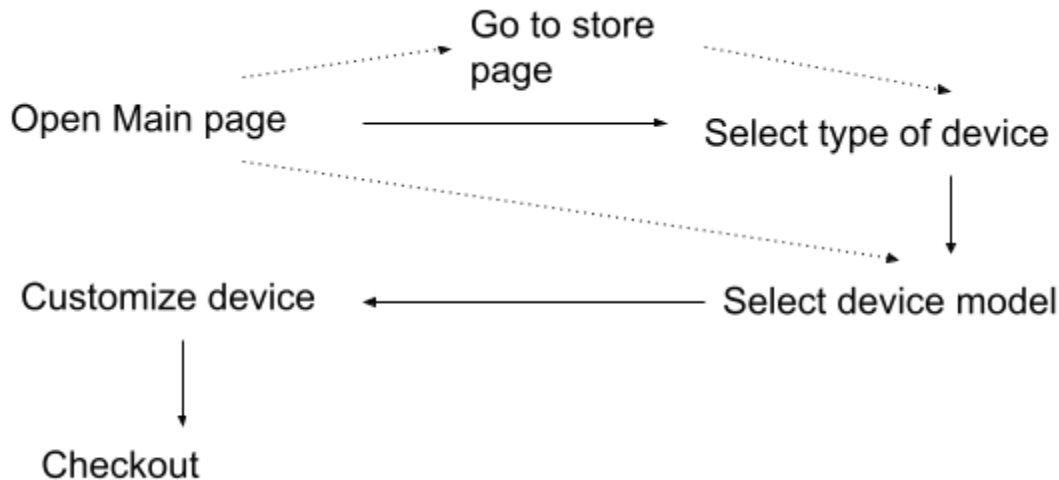 Go to store
page
Open Main page
Select type of device
Customize device
Select device model
Checkout